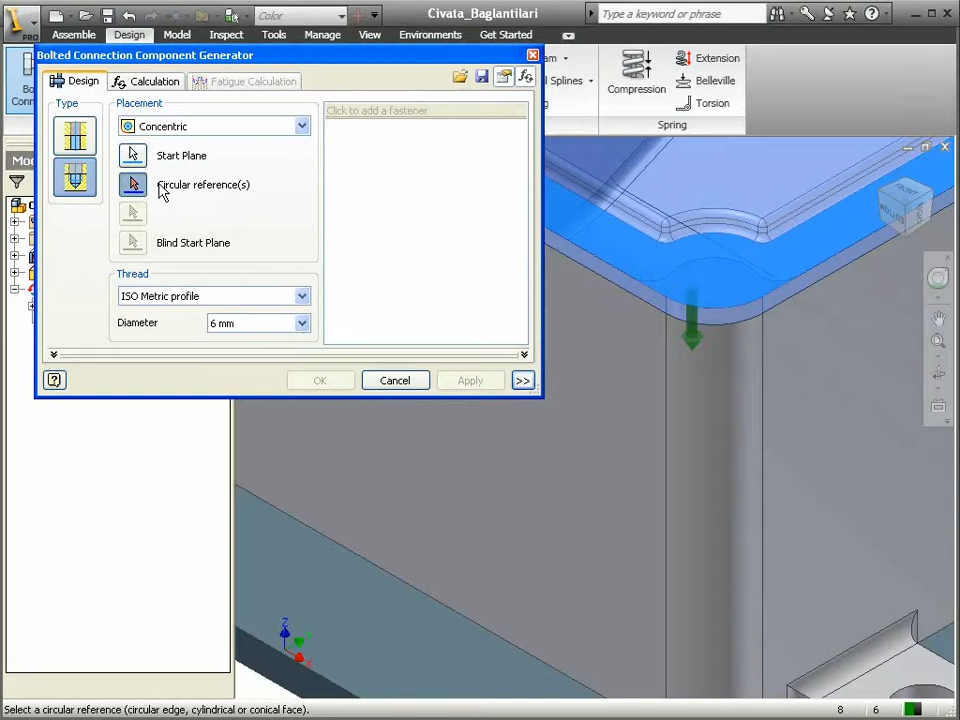 Color
Civata_Baglantilari
Type a keyword or phrase
PRO
Assemble
Design
Model
Inspect
Tools
Manage
View
Environments
Get Started
Bolted Connection Component Generator
Design
Calculation
Fatigue Calculation
Type
Placement
Concentric
Start Plane
Circular reference(s)
Blind Start Plane
Thread
ISO Metric profile
Diameter
6 mm
Click to add a fastener
OK
Cancel
Apply
>>
Splines
Compression
Extension
Belleville
Torsion
Spring
FRONT
BOTTOM
Z
X
Select a circular reference (circular edge, cylindrical or conical face).
8
6